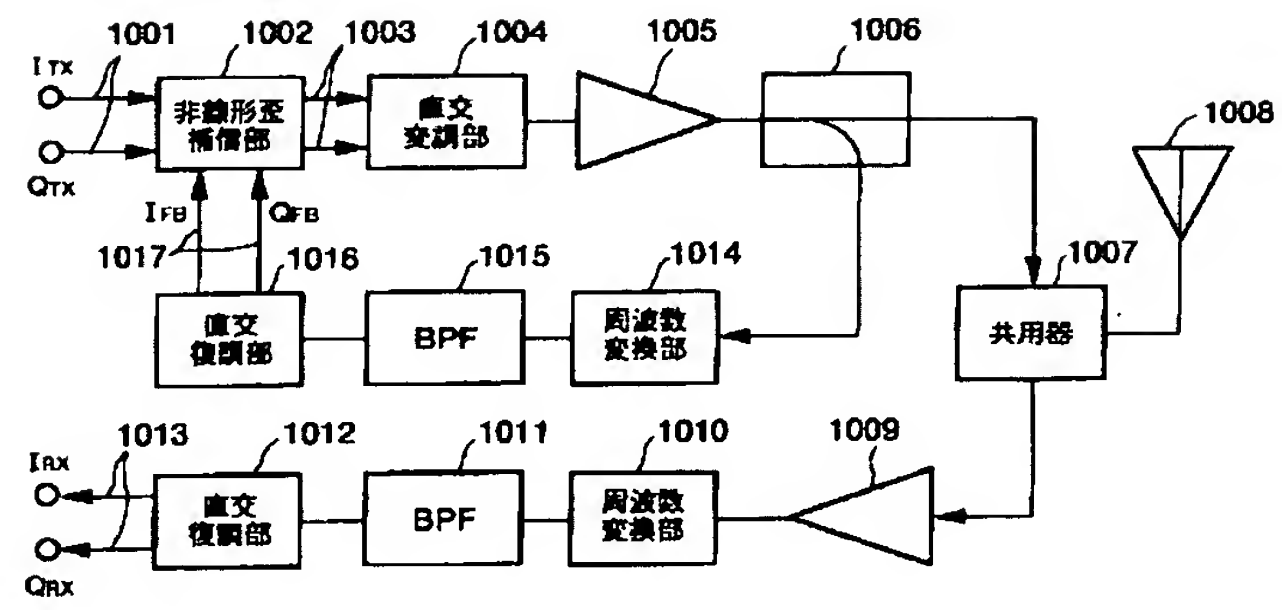 1001
1002
1003
1004
1005
1006
ITX
QTX
非線形歪
補償部
直交
変調部
1008
IFB
QFB
1017
1016
1015
1014
1007
直交
復調部
BPF
周波数
変換部
共用器
1013
1012
1011
1010
1009
IRX
QRX
直交
復調部
BPF
周波数
変換部